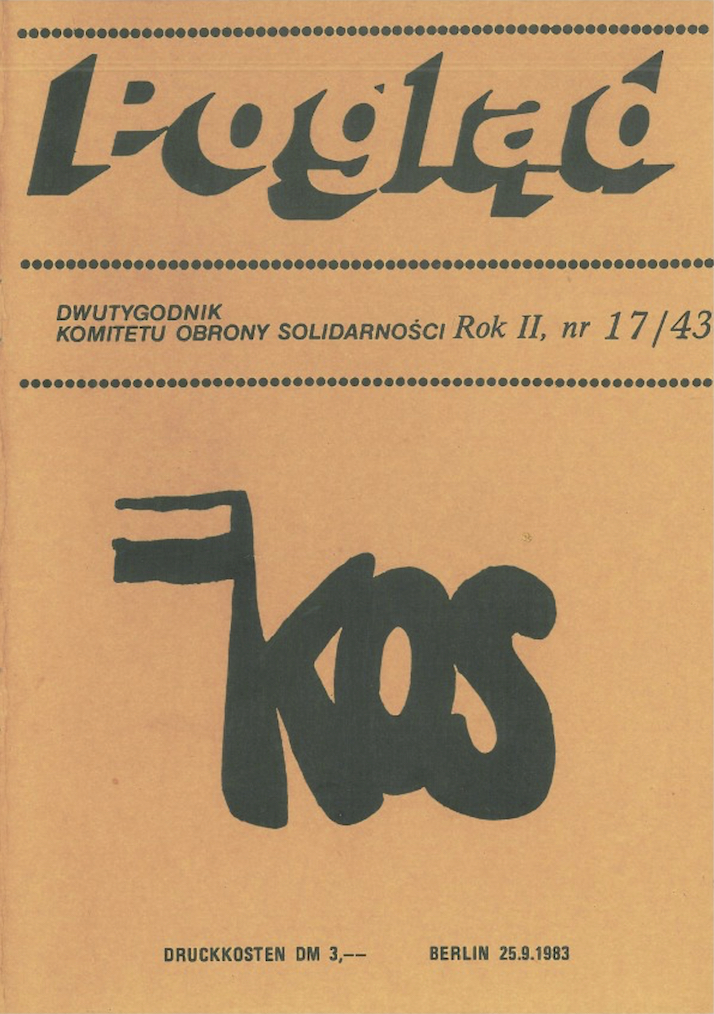 Pogląd
DWUTYGODNIK
KOMITETU OBRONY SOLIDARNOŚCI Rok II, nr 17/43
KOS
DRUCKKOSTEN DM 3,-- BERLIN 25.9.1983